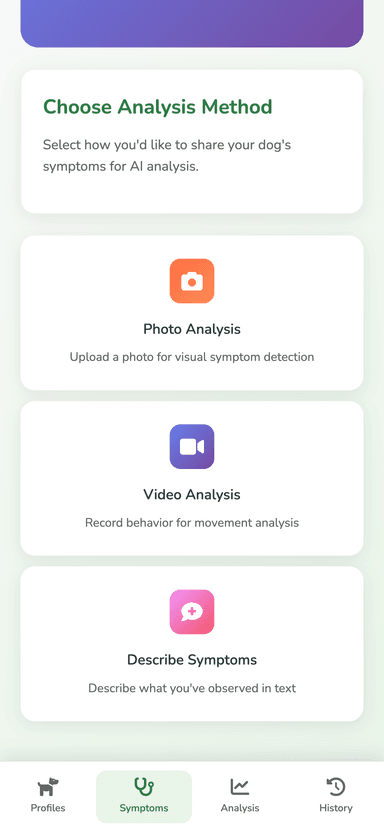 Choose Analysis Method
Select how you'd like to share your dog's
symptoms for AI analysis.
Photo Analysis
Upload a photo for visual symptom detection
Video Analysis
Record behavior for movement analysis
Describe Symptoms
Describe what you've observed in text
Profiles
Symptoms
Analysis
History